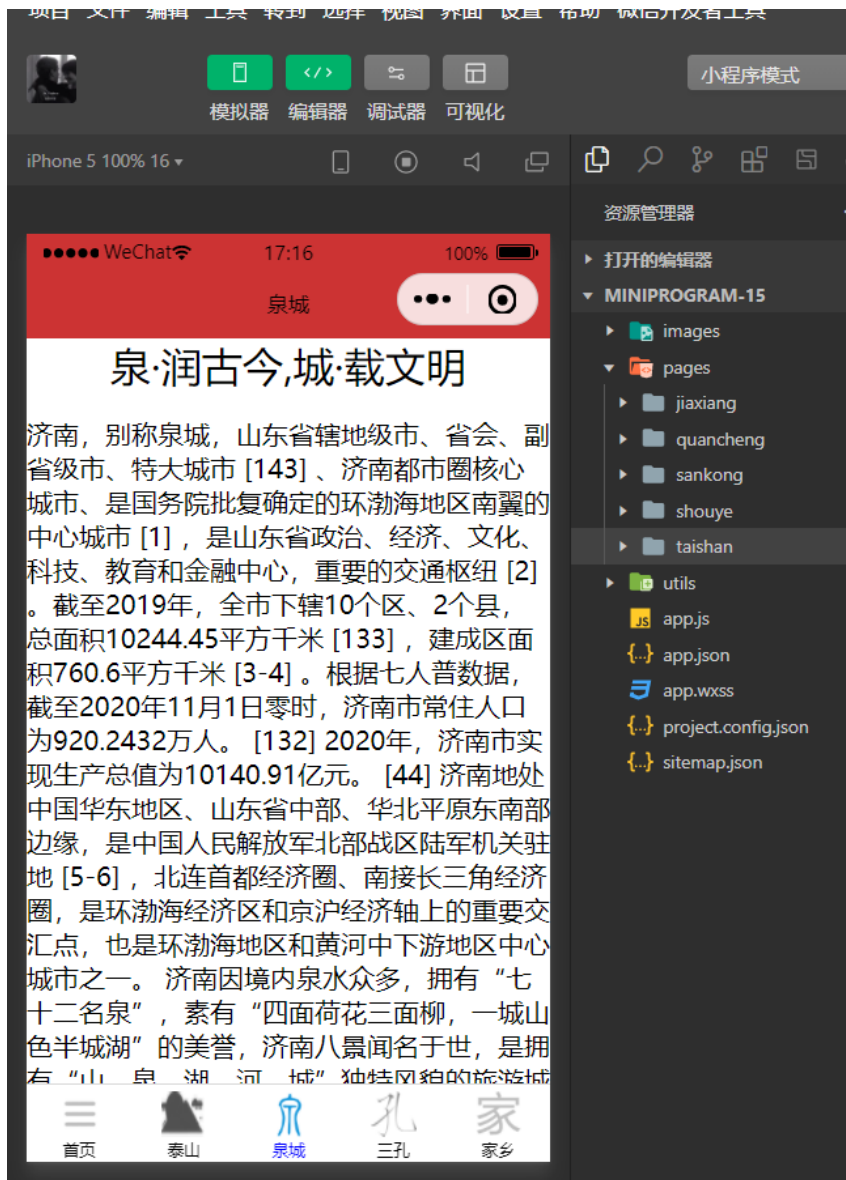 项目 文件 编辑 工具 转到 选择 视图 界面 设置 帮助 微信开发者工具
模拟器 编辑器 调试器 可视化
小程序模式
iPhone 5 100% 16
WeChat 17:16 100%
泉城
泉·润古今,城·载文明
济南，别称泉城，山东省辖地级市、省会、副
省级市、特大城市 [143] 、济南都市圈核心
城市、是国务院批复确定的环渤海地区南翼的
中心城市 [1] ，是山东省政治、经济、文化、
科技、教育和金融中心，重要的交通枢纽 [2]
。截至2019年，全市下辖10个区、2个县，
总面积10244.45平方千米 [133] ，建成区面
积760.6平方千米 [3-4] 。根据七人普数据，
截至2020年11月1日零时，济南市常住人口
为920.2432万人。 [132] 2020年，济南市实
现生产总值为10140.91亿元。 [44] 济南地处
中国华东地区、山东省中部、华北平原东南部
边缘，是中国人民解放军北部战区陆军机关驻
地 [5-6] ，北连首都经济圈、南接长三角经济
圈，是环渤海经济区和京沪经济轴上的重要交
汇点，也是环渤海地区和黄河中下游地区中心
城市之一。 济南因境内泉水众多，拥有“七
十二名泉”，素有“四面荷花三面柳，一城山
色半城湖”的美誉，济南八景闻名于世，是拥
有“山、泉、湖、河、城”独特风貌的旅游城
泉 孔 家
首页 泰山 泉城 三孔 家乡
资源管理器
打开的编辑器
MINIPROGRAM-15
images
pages
jiaxiang
quancheng
sankong
shouye
taishan
utils
JS app.js
{..} app.json
app.wxss
{..} project.config.json
{..} sitemap.json